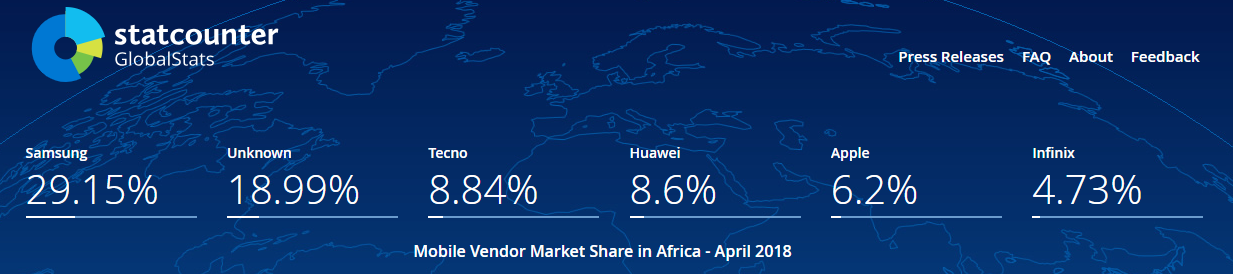 statcounter
GlobalStats
Press Releases FAQ About Feedback
Samsung Unknown Tecno Huawei Apple Infinix
29.15% 18.99% 8.84% 8.6% 6.2% 4.73%
Mobile Vendor Market Share in Africa - April 2018